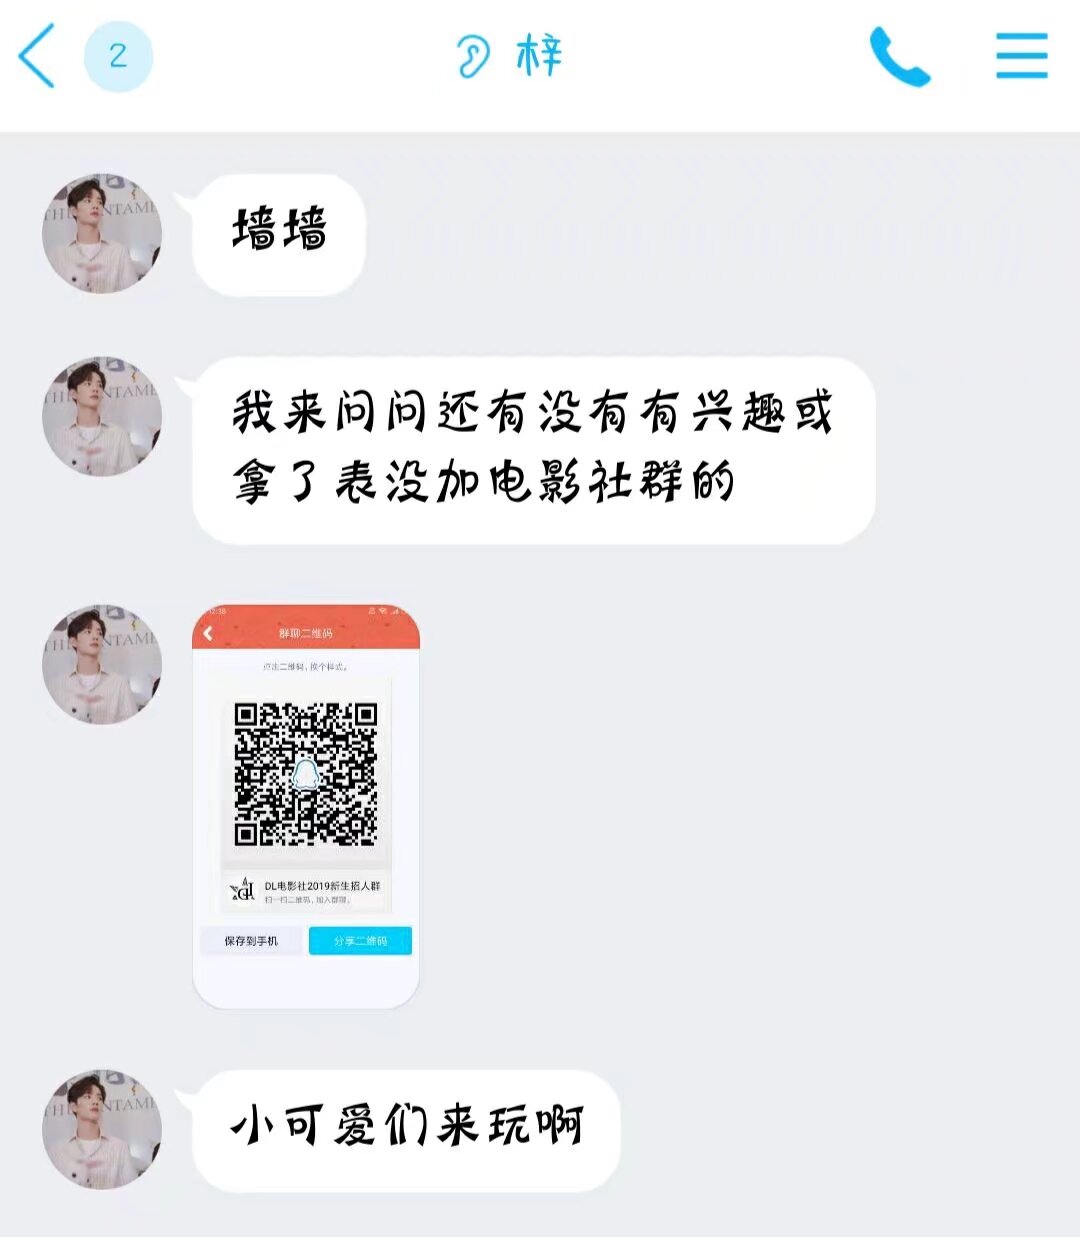 2
梓
墙墙
我来问问还有没有有兴趣或
拿了表没加电影社群的
12:38
群聊二维码
点击二维码，换个样式。
DL电影社2019新生招人群
扫一扫二维码，加入群聊。
保存到手机
分享二维码
小可爱们来玩啊